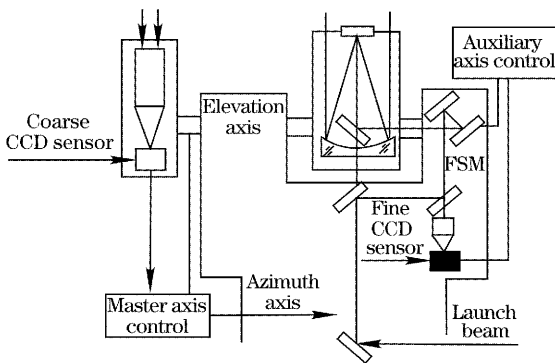 Auxiliary
axis control
Elevation
axis
Coarse
CCD sensor
FSM
Fine
CCD
sensor
Azimuth
axis
Master axis
control
Launch
beam